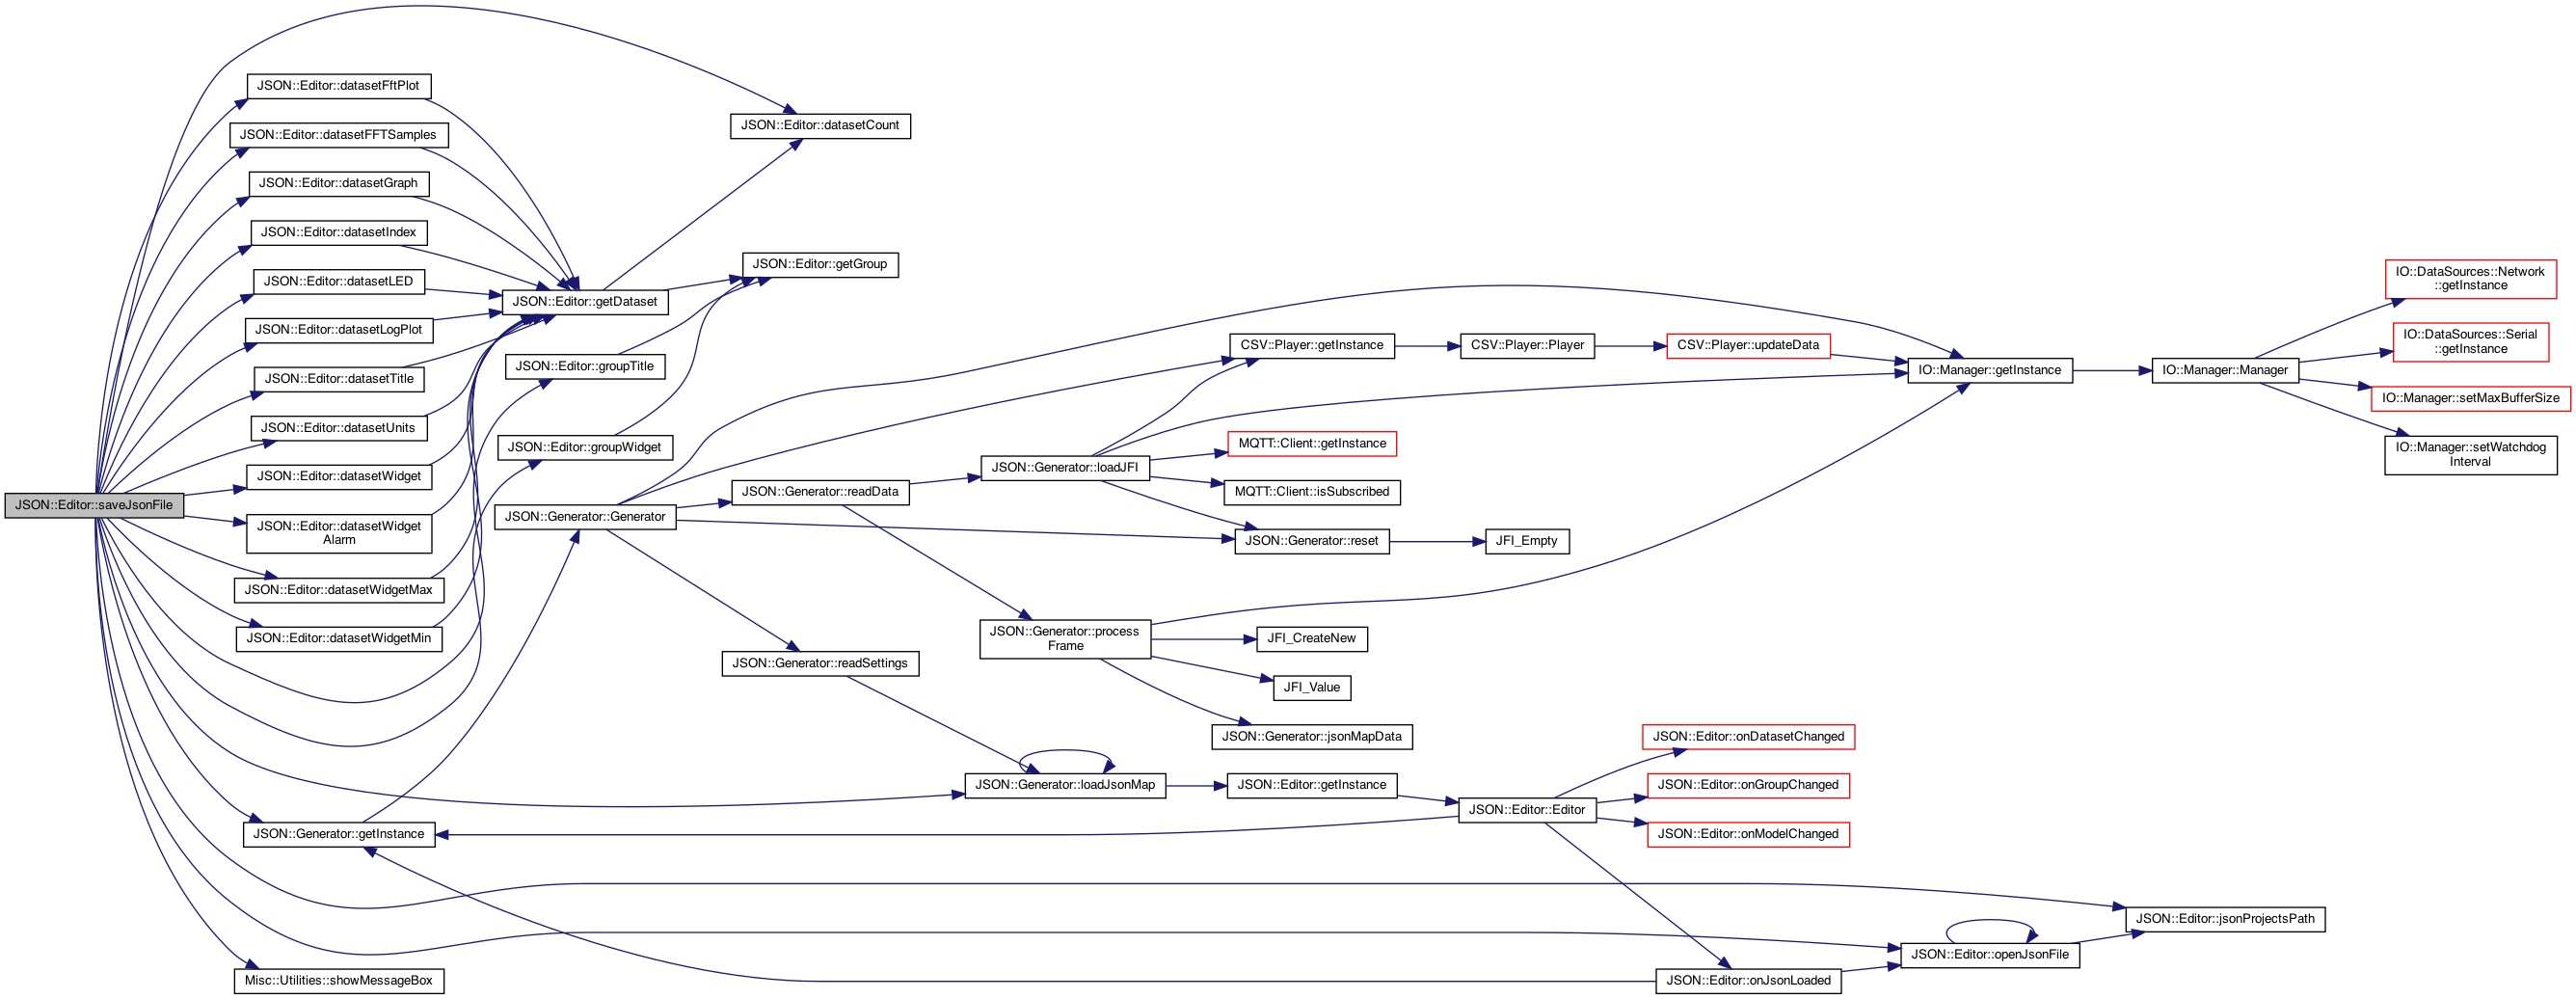 JSON::Editor::saveJsonFile
JSON::Editor::datasetFftPlot
JSON::Editor::datasetFFTSamples
JSON::Editor::datasetGraph
JSON::Editor::datasetIndex
JSON::Editor::datasetLED
JSON::Editor::datasetLogPlot
JSON::Editor::datasetTitle
JSON::Editor::datasetUnits
JSON::Editor::datasetWidget
JSON::Editor::datasetWidget
Alarm
JSON::Editor::datasetWidgetMax
JSON::Editor::datasetWidgetMin
JSON::Generator::getInstance
Misc::Utilities::showMessageBox
JSON::Editor::getDataset
JSON::Editor::groupTitle
JSON::Editor::groupWidget
JSON::Generator::Generator
JSON::Editor::datasetCount
JSON::Editor::getGroup
JSON::Generator::readData
JSON::Generator::readSettings
JSON::Generator::loadJFI
JSON::Generator::process
Frame
JSON::Generator::loadJsonMap
CSV::Player::getInstance
MQTT::Client::getInstance
MQTT::Client::isSubscribed
JSON::Generator::reset
JFI_CreateNew
JFI_Value
JSON::Generator::jsonMapData
JSON::Editor::getInstance
CSV::Player::Player
JFI_Empty
JSON::Editor::Editor
CSV::Player::updateData
JSON::Editor::onDatasetChanged
JSON::Editor::onGroupChanged
JSON::Editor::onModelChanged
JSON::Editor::onJsonLoaded
IO::Manager::getInstance
JSON::Editor::openJsonFile
IO::Manager::Manager
JSON::Editor::jsonProjectsPath
IO::DataSources::Network
::getInstance
IO::DataSources::Serial
::getInstance
IO::Manager::setMaxBufferSize
IO::Manager::setWatchdog
Interval